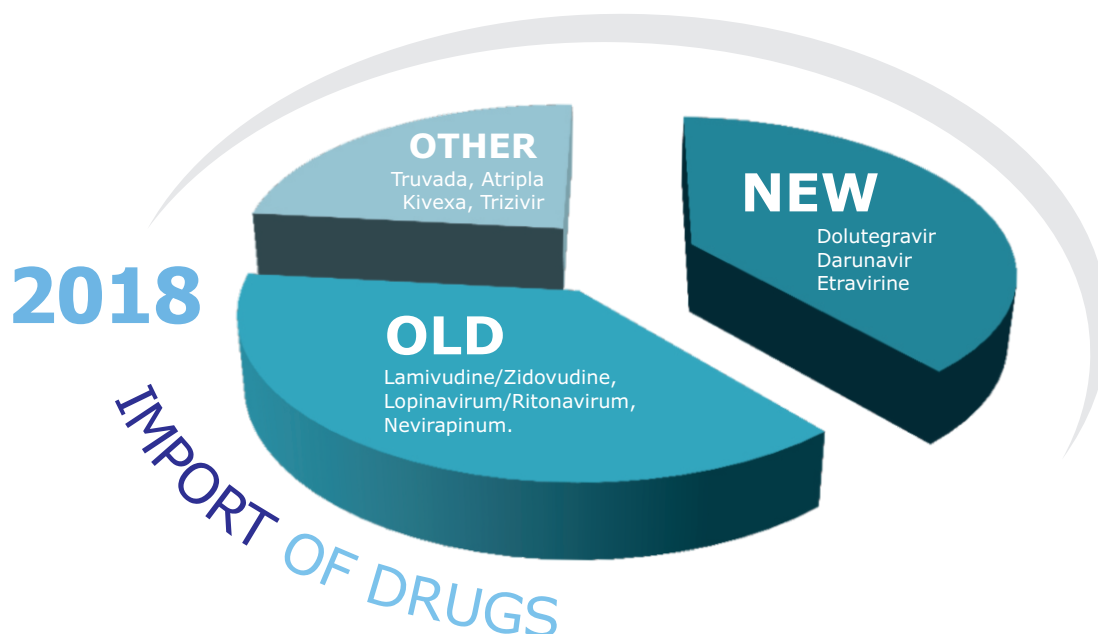 OTHER
Truvada, Atripla
Kivexa, Trizivir
NEW
Dolutegravir
Darunavir
Etravirine
2018
OLD
Lamivudine/Zidovudine,
Lopinavirum/Ritonavirum,
Nevirapinum.
IMPORT OF DRUGS